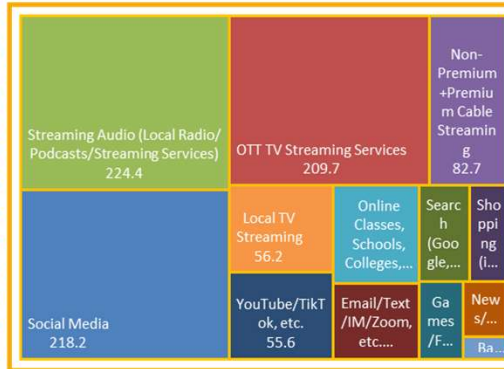 Streaming Audio (Local Radio/
Podcasts/Streaming Services)
224.4
OTT TV Streaming Services
209.7
Non-
Premium
+Premiu
m Cable
Streamin
g
82.7
Social Media
218.2
Local TV
Streaming
56.2
YouTube/TikT
ok, etc.
55.6
Online
Classes,
Schools,
Colleges,...
Email/Text
/IM/Zoom,
etc....
Searc
h
(Goo
gle,...
Sho
ppi
ng
(i...
Ga
mes
/F...
New
s/...
Ba...